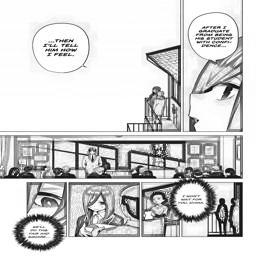 AFTER I
GRADUATE
FROM BEING
HIS STUDENT
WITH CONFI-
DENCE...
...THEN
I'LL TELL
HIM HOW
I FEEL.
I WON'T
WAIT FOR
YOU,